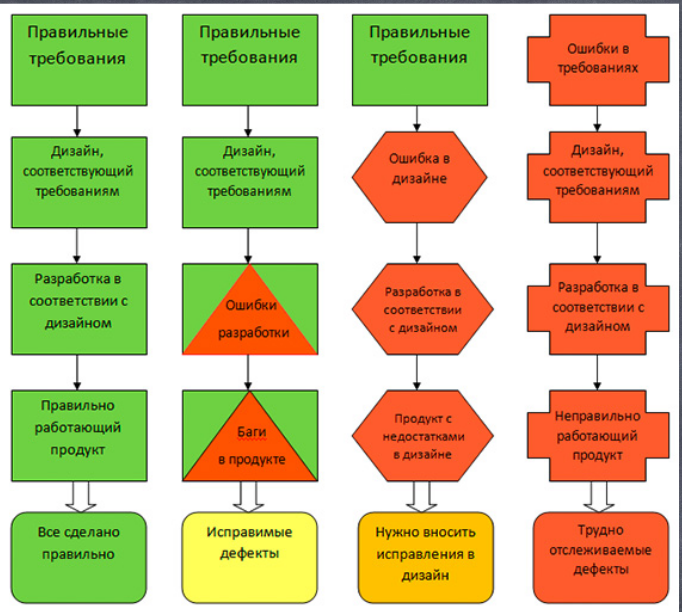 Правильные
требования
Дизайн,
соответствующий
требованиям
Разработка в
соответствии с
дизайном
Правильно
работающий
продукт
Все сделано
правильно
Правильные
требования
Дизайн,
соответствующий
требованиям
Ошибки
разработки
Баги
в продукте
Исправимые
дефекты
Правильные
требования
Ошибка в
дизайне
Разработка в
соответствии
с дизайном
Продукт с
недостатками
в дизайне
Нужно вносить
исправления в
дизайн
Ошибки в
требованиях
Дизайн,
соответствующий
требованиям
Разработка в
соответствии с
дизайном
Неправильно
работающий
продукт
Трудно
отслеживаемые
дефекты